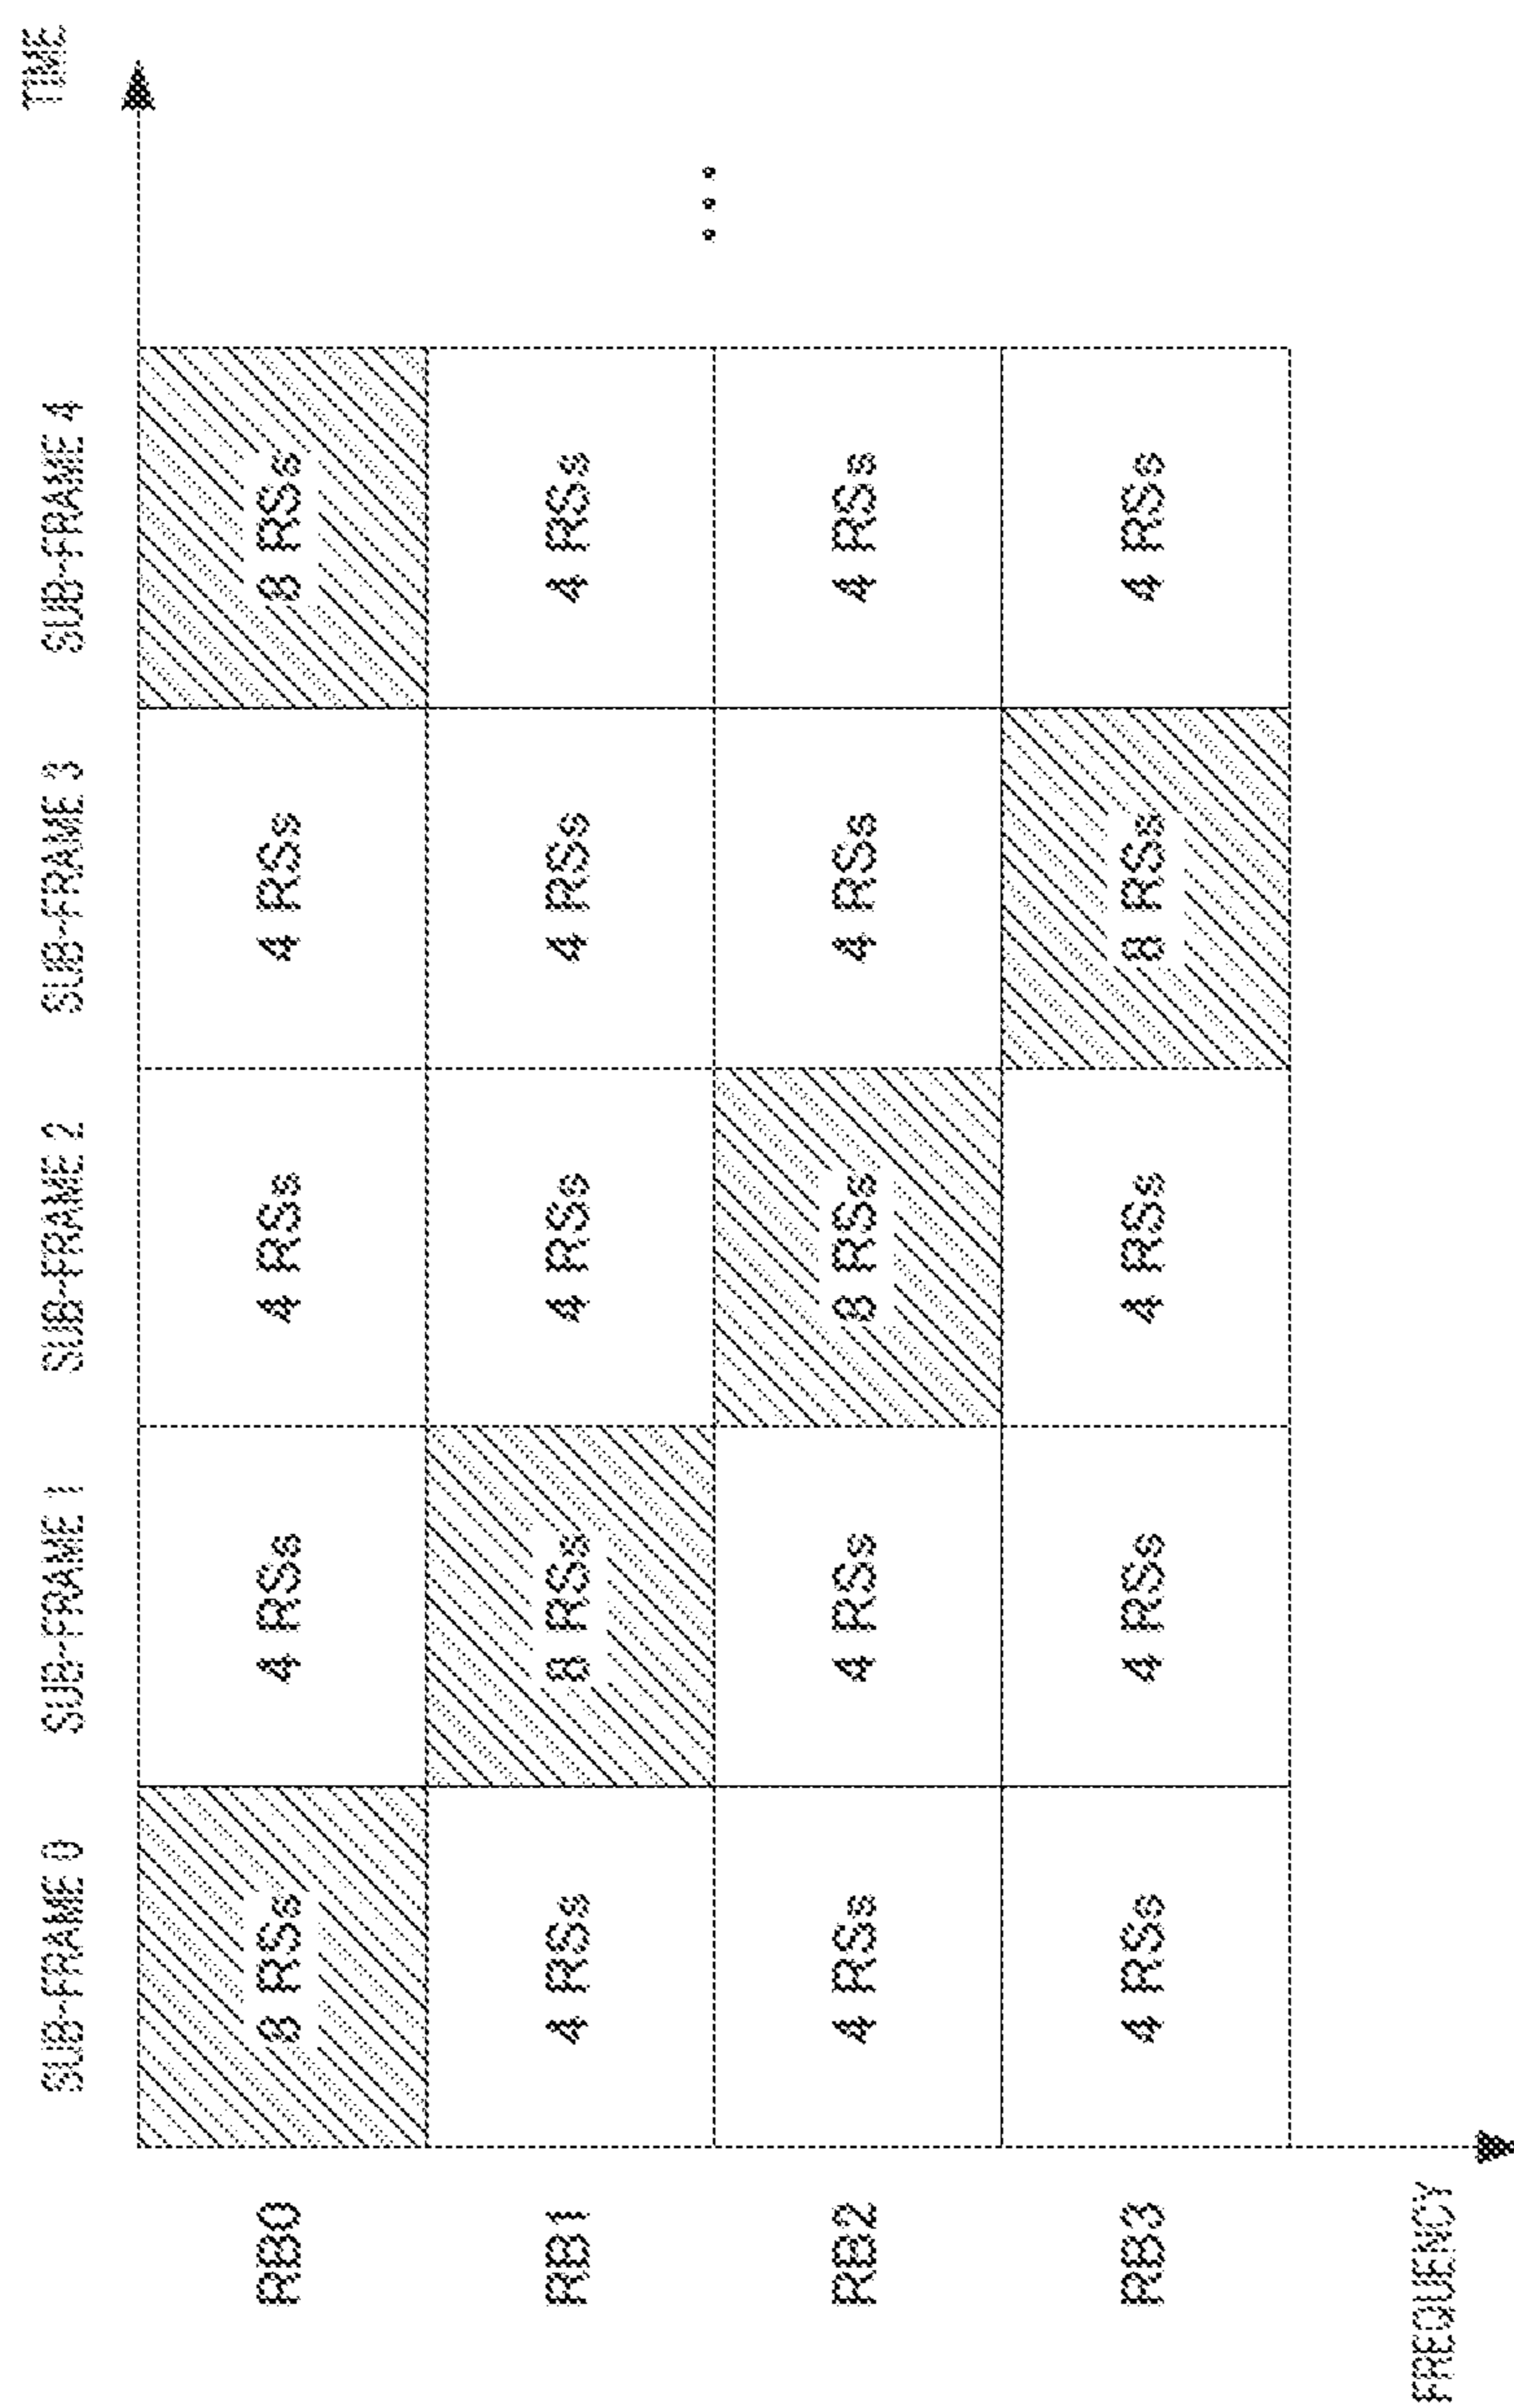 TIME
SUB-FRAME 0 SUB-FRAME 1 SUB-FRAME 2 SUB-FRAME 3 SUB-FRAME 4
RB0 8 RSs 4 RSs 4 RSs 4 RSs 8 RSs
RB1 4 RSs 8 RSs 4 RSs 4 RSs 4 RSs
...
RB2 4 RSs 4 RSs 8 RSs 4 RSs 4 RSs
RB3 4 RSs 4 RSs 4 RSs 8 RSs 4 RSs
FREQUENCY